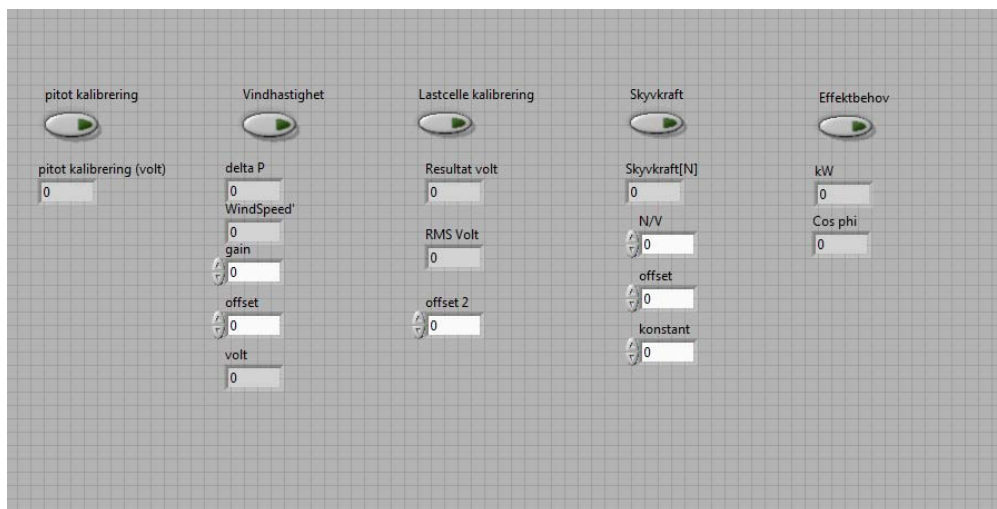 pitot kalibrering
pitot kalibrering (volt)
0
Vindhastighet
delta P
0
WindSpeed'
0
gain
0
offset
0
volt
0
Lastcelle kalibrering
Resultat volt
0
RMS Volt
0
offset 2
0
Skyvkraft
Skyvkraft[N]
0
N/V
0
offset
0
konstant
0
Effektbehov
kW
0
Cos phi
0